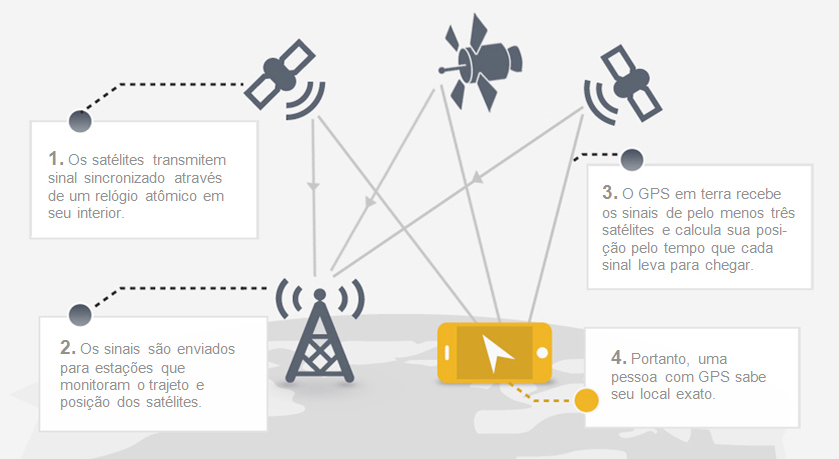 1. Os satélites transmitem
sinal sincronizado através
de um relógio atômico em
seu interior.
2. Os sinais são enviados
para estações que
monitoram o trajeto e
posição dos satélites.
3. O GPS em terra recebe
os sinais de pelo menos três
satélites e calcula sua posi-
ção pelo tempo que cada
sinal leva para chegar.
4. Portanto, uma
pessoa com GPS sabe
seu local exato.